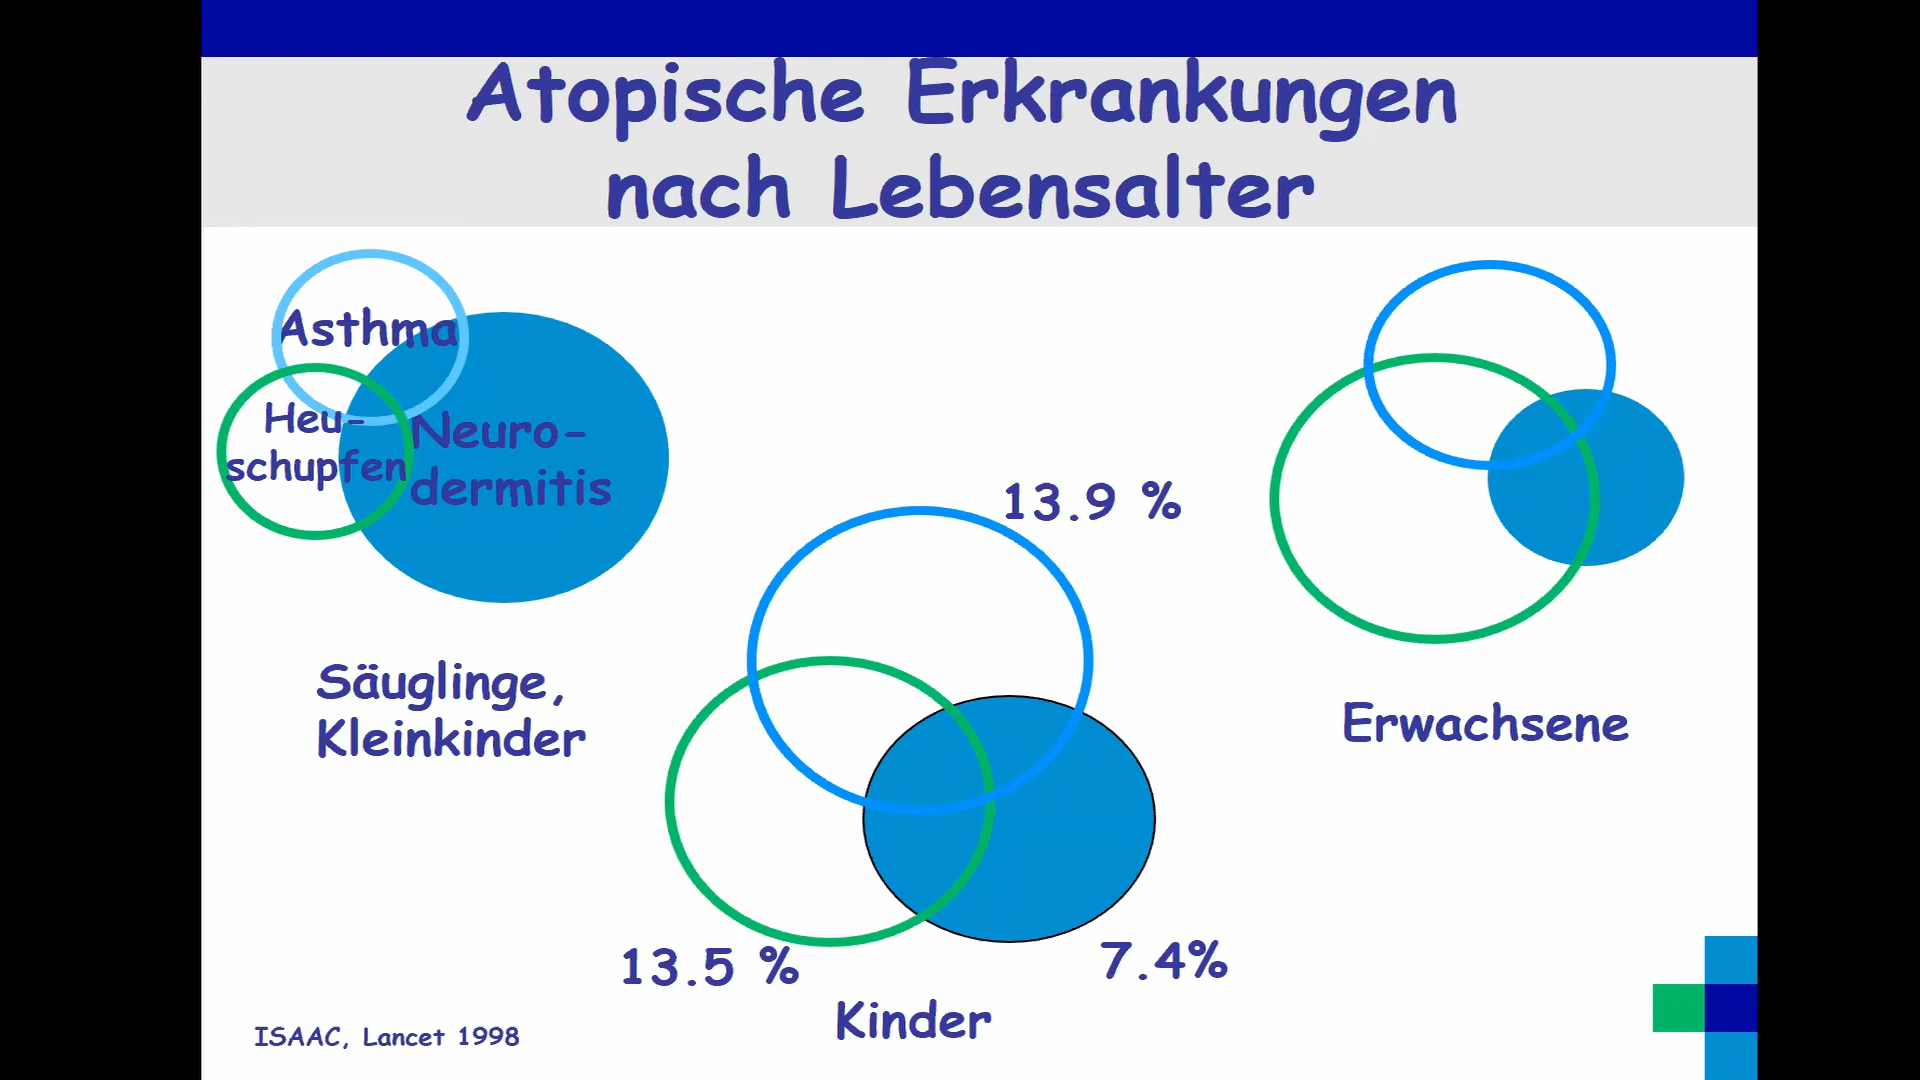 Atopische Erkrankungen
nach Lebensalter
Asthma
Heu-
schupfen
Neuro-
dermitis
Säuglinge,
Kleinkinder
13.9 %
13.5 %
7.4%
Kinder
Erwachsene
ISAAC, Lancet 1998